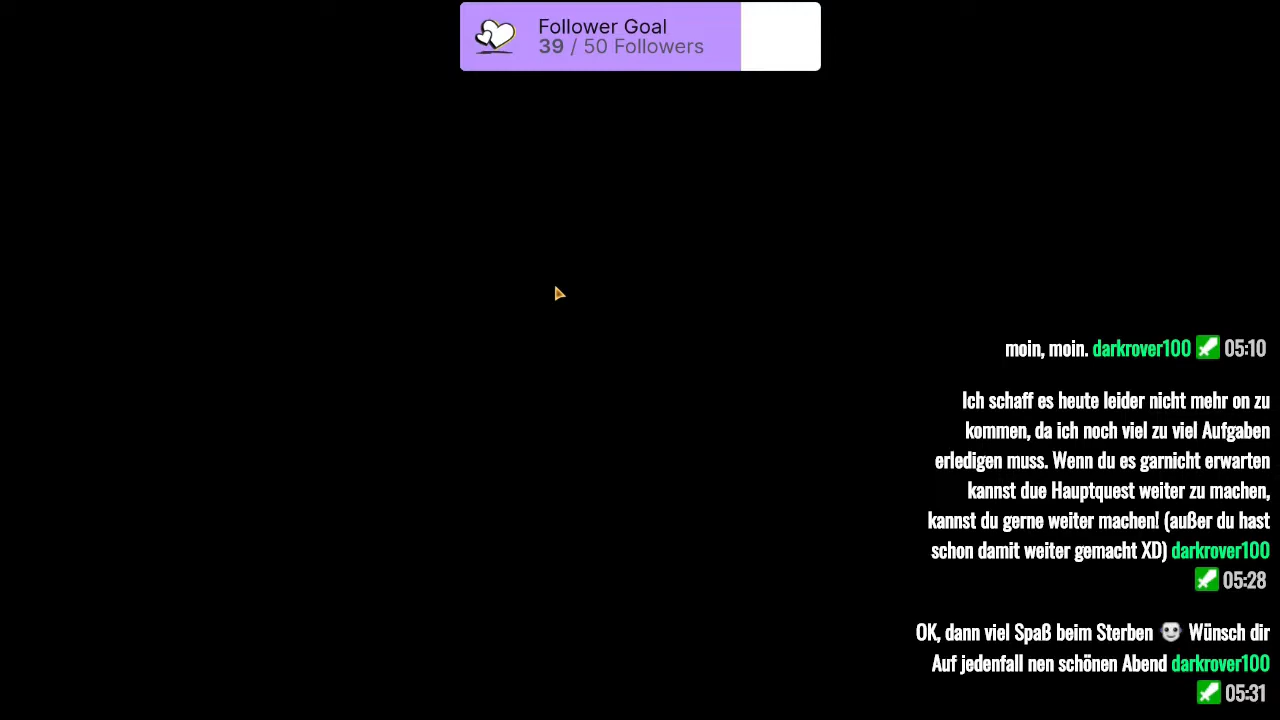 Follower Goal
39 / 50 Followers
moin, moin. darkrover100 05:10
Ich schaff es heute leider nicht mehr on zu
kommen, da ich noch viel zu viel Aufgaben
erledigen muss. Wenn du es garnicht erwarten
kannst due Hauptquest weiter zu machen,
kannst du gerne weiter machen! (außer du hast
schon damit weiter gemacht XD) darkrover100
05:28
OK, dann viel Spaß beim Sterben 💀 Wünsch dir
Auf jedenfall nen schönen Abend darkrover100
05:31